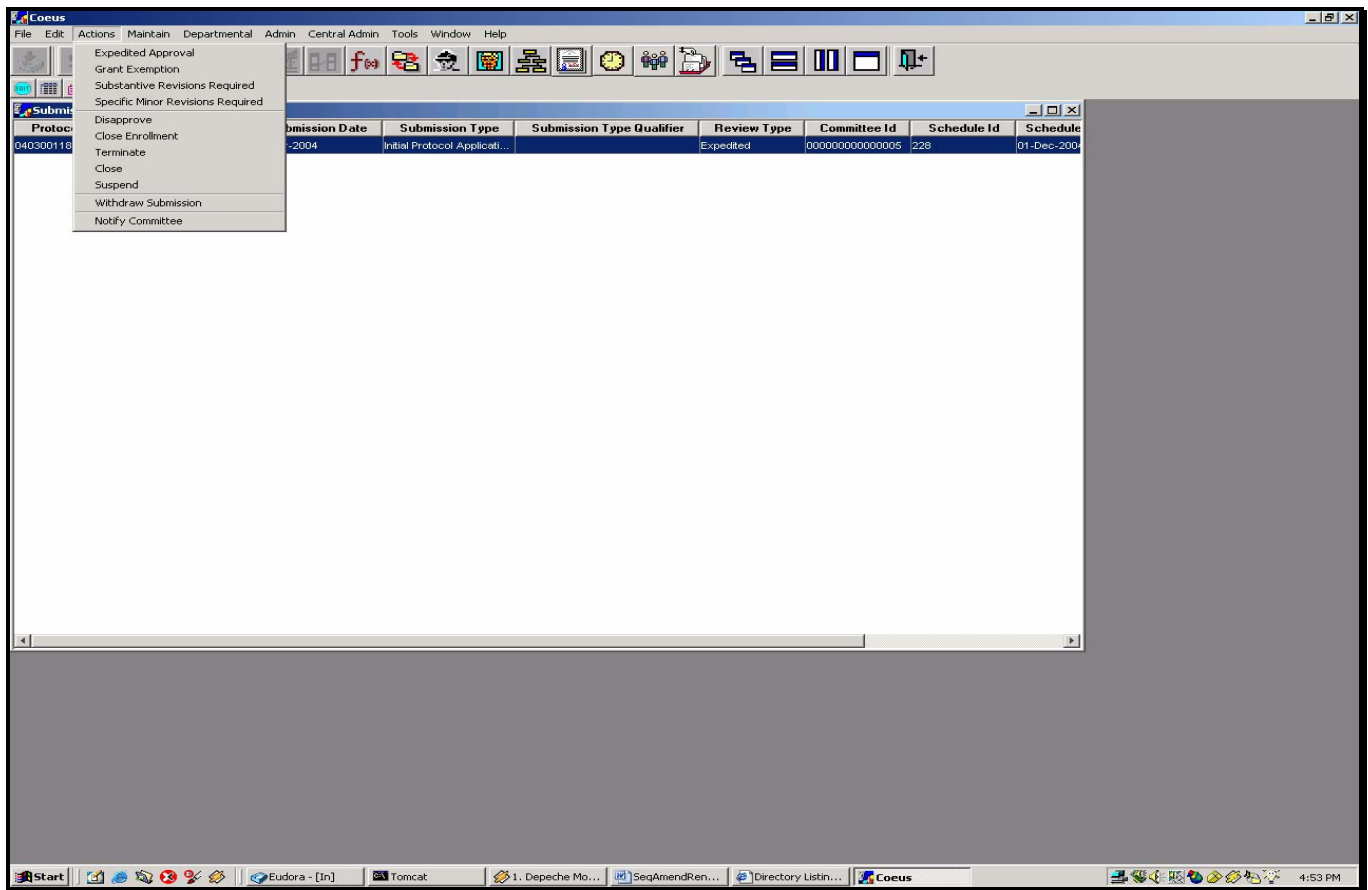 Coeus
File Edit Actions Maintain Departmental Admin Central Admin Tools Window Help
Expedited Approval
Grant Exemption
Substantive Revisions Required
Specific Minor Revisions Required
Disapprove
Close Enrollment
Terminate
Close
Suspend
Withdraw Submission
Notify Committee
f(x)
EDIT
Submis
Protoco bmission Date Submission Type Submission Type Qualifier Review Type Committee Id Schedule Id Schedule
040300118 -2004 Initial Protocol Applicati... Expedited 000000000000005 228 01-Dec-2004
Start Eudora - [In] Tomcat 1. Depeche Mo... SeqAmendRen... Directory Listin... Coeus 4:53 PM